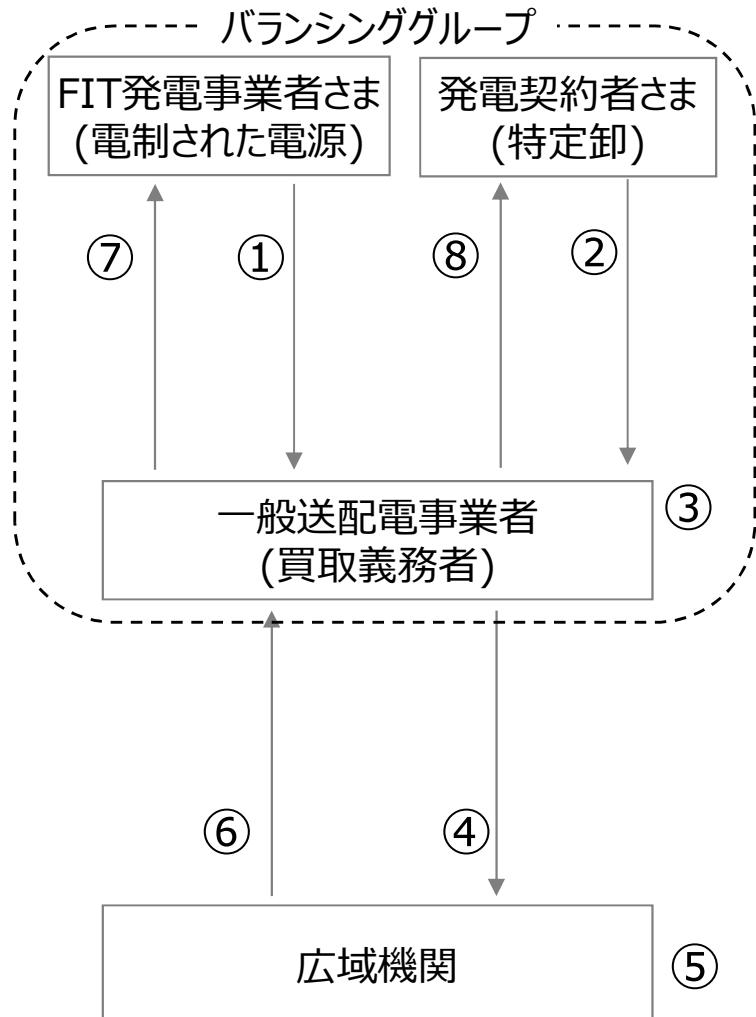 バランシンググループ
FIT発電事業者さま
(電制された電源)
発電契約者さま
(特定卸)
⑦
①
⑧
②
一般送配電事業者
(買取義務者)
③
⑥
④
広域機関
⑤